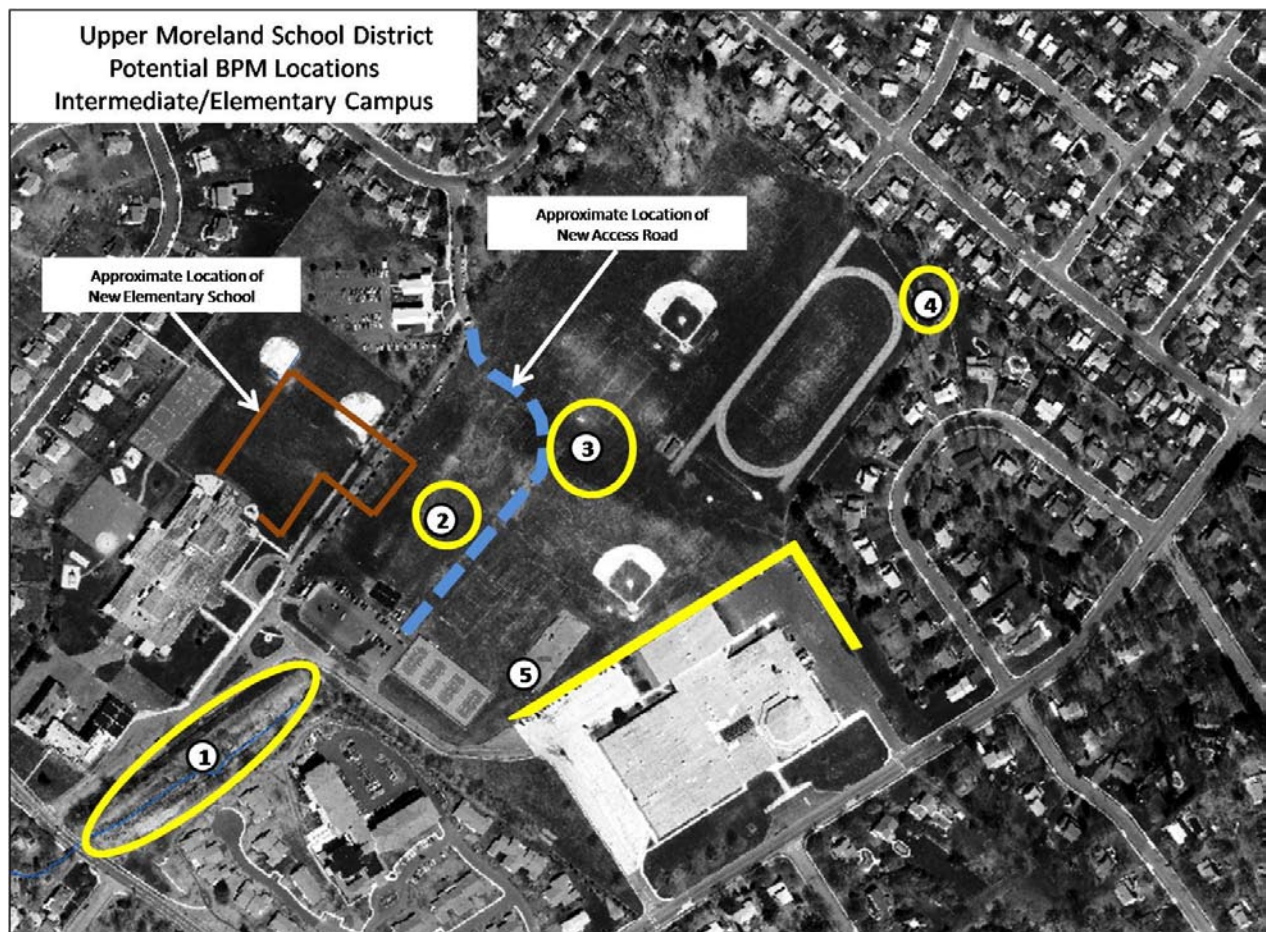 Upper Moreland School District
Potential BPM Locations
Intermediate/Elementary Campus
Approximate Location of
New Access Road
Approximate Location of
New Elementary School
4
3
2
5
1